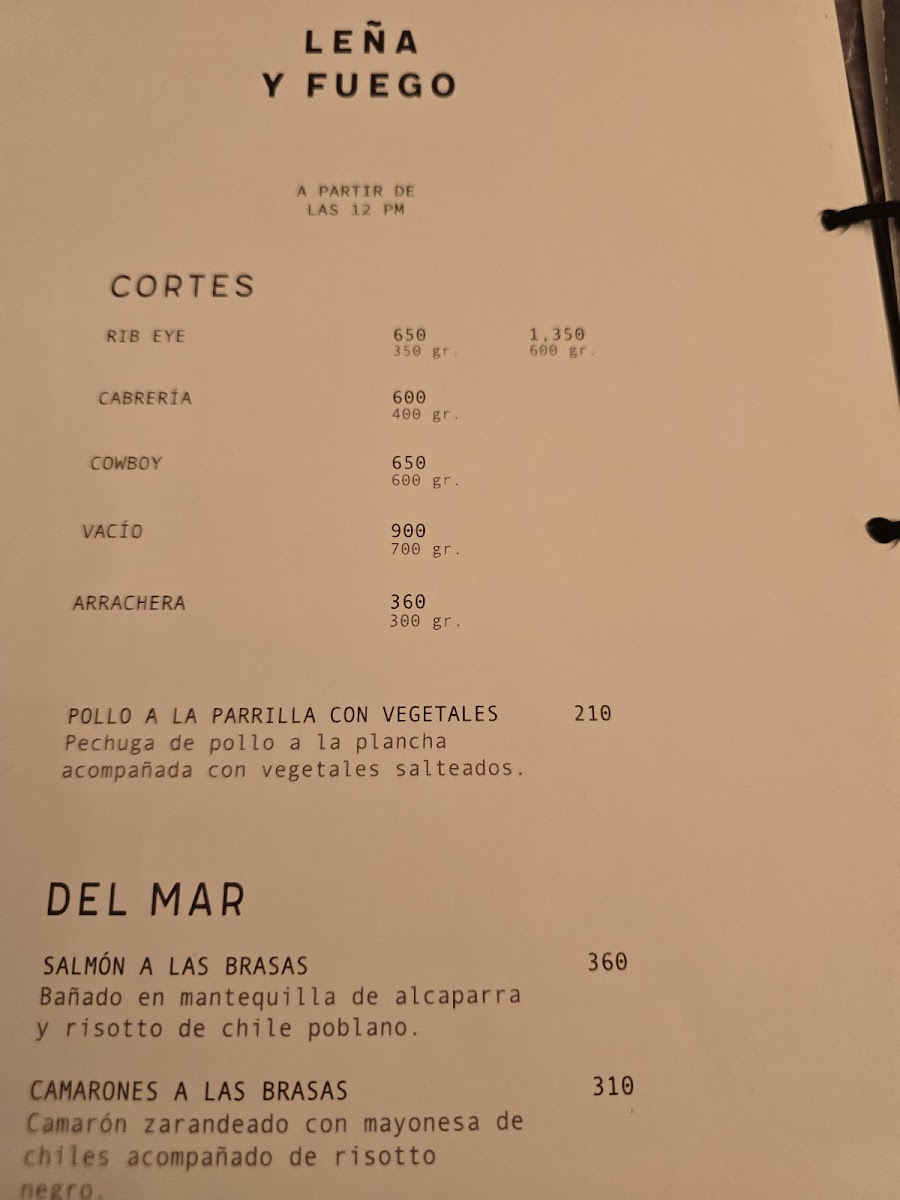 LEÑA
Y FUEGO
A PARTIR DE
LAS 12 PM
CORTES
RIB EYE 650 1,350
350 gr. 600 gr.
CABRERÍA 600
400 gr.
COWBOY 650
600 gr.
VACÍO 900
700 gr.
ARRACHERA 360
300 gr.
POLLO A LA PARRILLA CON VEGETALES 210
Pechuga de pollo a la plancha
acompañada con vegetales salteados.
DEL MAR
SALMÓN A LAS BRASAS 360
Bañado en mantequilla de alcaparra
y risotto de chile poblano.
CAMARONES A LAS BRASAS 310
Camarón zarandeado con mayonesa de
chiles acompañado de risotto
negro.